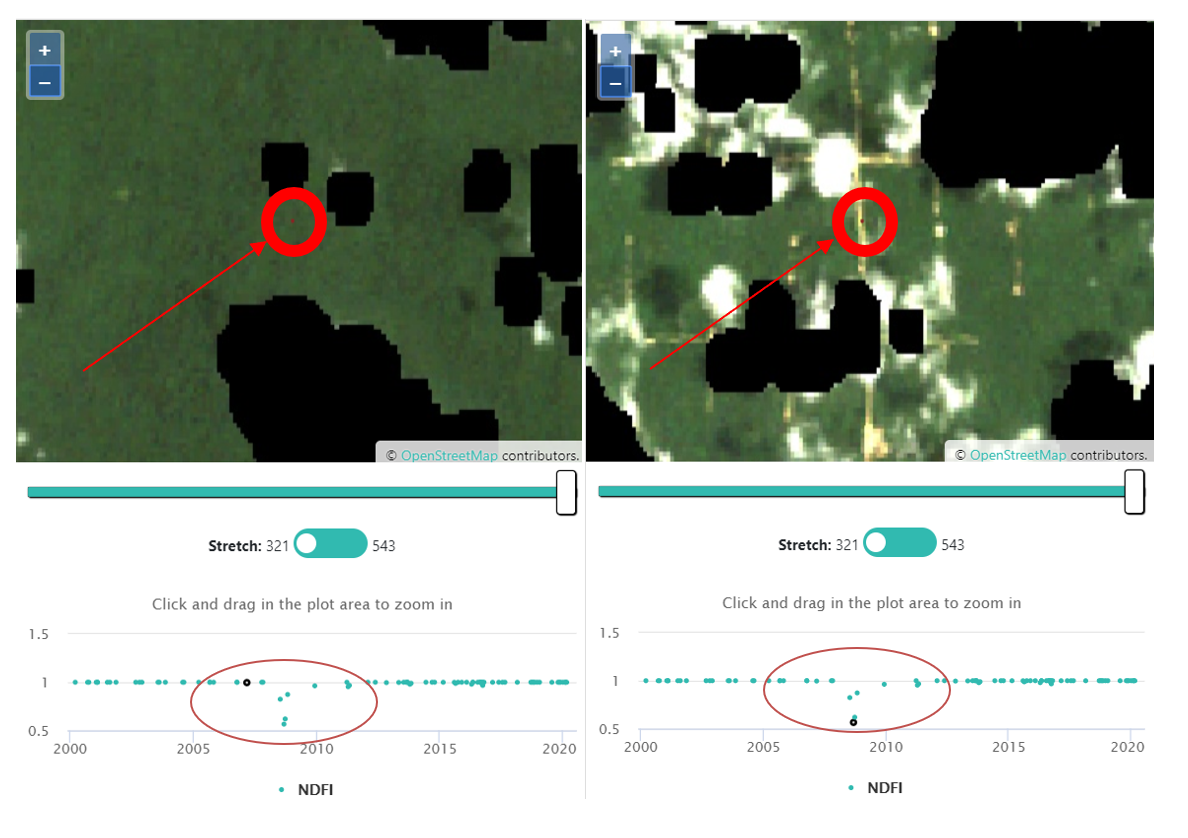 +
−
© OpenStreetMap contributors.
Stretch: 321 543
Click and drag in the plot area to zoom in
1.5
1
0.5
2000 2005 2010 2015 2020
NDFI
+
−
© OpenStreetMap contributors.
Stretch: 321 543
Click and drag in the plot area to zoom in
1.5
1
0.5
2000 2005 2010 2015 2020
NDFI